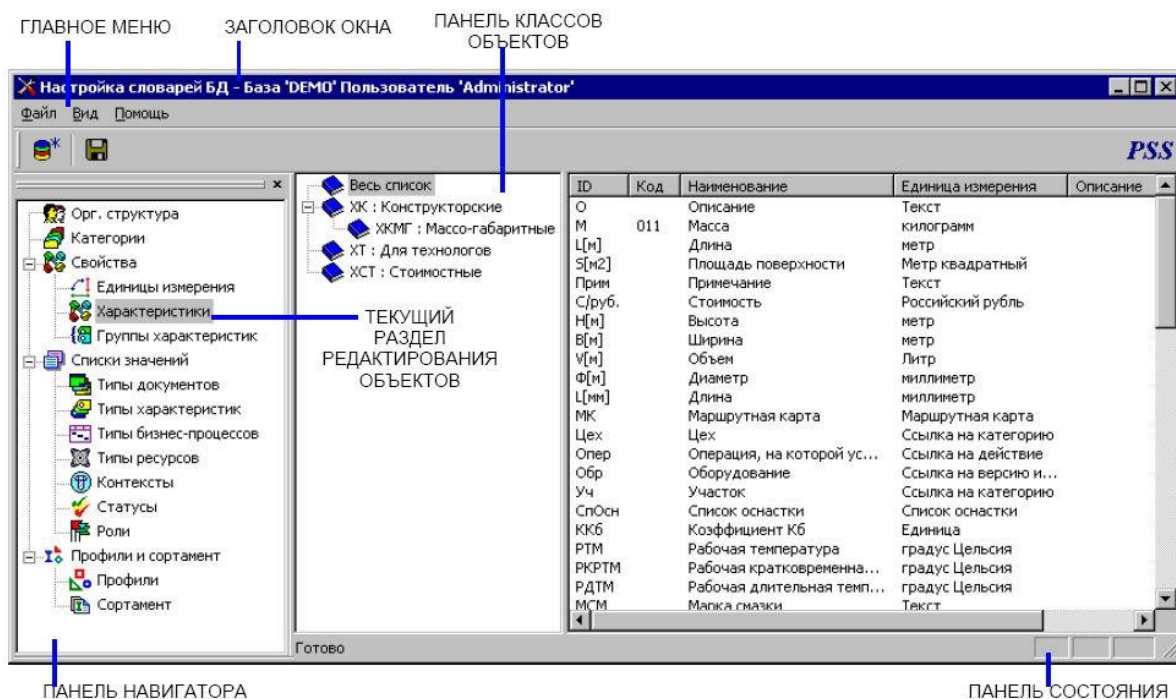 ГЛАВНОЕ МЕНЮ
ЗАГОЛОВОК ОКНА
ПАНЕЛЬ КЛАССОВ
ОБЪЕКТОВ
Настройка словарей БД - База 'DEMO' Пользователь 'Administrator'
Файл Вид Помощь
PSS
Орг. структура
Категории
Свойства
Единицы измерения
Характеристики
Группы характеристик
Списки значений
Типы документов
Типы характеристик
Типы бизнес-процессов
Типы ресурсов
Контексты
Статусы
Роли
Профили и сортамент
Профили
Сортамент
Весь список
ХК : Конструкторские
ХКМГ : Массо-габаритные
ХТ : Для технологов
ХСТ : Стоимостные
ТЕКУЩИЙ
РАЗДЕЛ
РЕДАКТИРОВАНИЯ
ОБЪЕКТОВ
ID Код Наименование Единица измерения Описание
О Описание Текст
М 011 Масса килограмм
L[м] Длина метр
S[м2] Площадь поверхности Метр квадратный
Прим Примечание Текст
С/руб. Стоимость Российский рубль
Н[м] Высота метр
В[м] Ширина метр
V[м] Объем Литр
Ф[м] Диаметр миллиметр
L[мм] Длина миллиметр
МК Маршрутная карта Маршрутная карта
Цех Цех Ссылка на категорию
Опер Операция, на которой ус... Ссылка на действие
Обр Оборудование Ссылка на версию и...
Уч Участок Ссылка на категорию
СпОсн Список оснастки Список оснастки
ККб Коэффициент Кб Единица
РТМ Рабочая температура градус Цельсия
РКРТМ Рабочая кратковременна... градус Цельсия
РДТМ Рабочая длительная темп... градус Цельсия
МСМ Марка смазки Текст
Готово
ПАНЕЛЬ НАВИГАТОРА
ПАНЕЛЬ СОСТОЯНИЯ